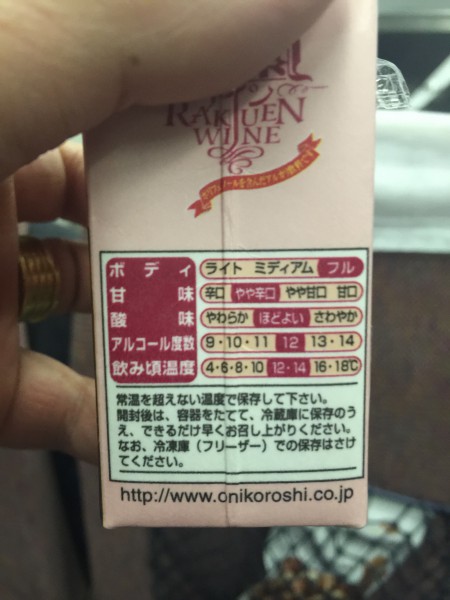 RAKUEN
WINE
ボディ ライト ミディアム フル
甘味 辛口 やや辛口 やや甘口 甘口
酸味 やわらか ほどよい さわやか
アルコール度数 9・10・11 12 13・14
飲み頃温度 4・6・8・10 12・14 16・18℃
常温を超えない温度で保存して下さい。
開封後は、容器をたてて、冷蔵庫に保存のう
え、できるだけ早くお召し上がりください。
なお、冷凍庫（フリーザー）での保存はさけ
てください。
http://www.onikoroshi.co.jp